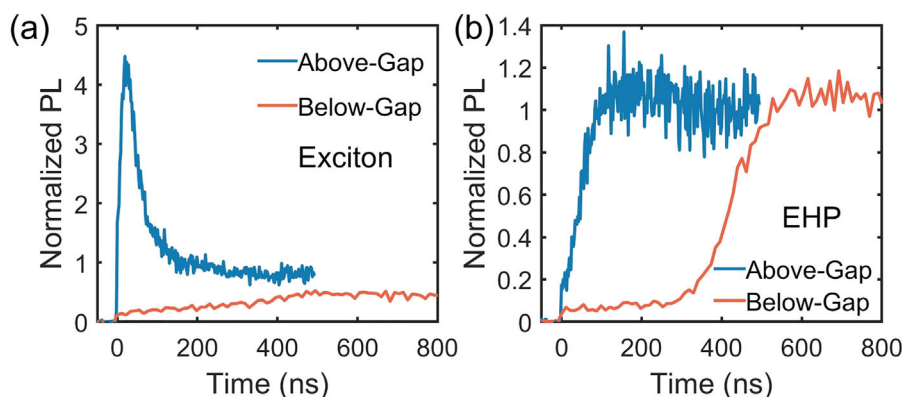 (a)
Normalized PL
5
4
3
2
1
0
Above-Gap
Below-Gap
Exciton
0 200 400 600 800
Time (ns)
(b)
Normalized PL
1.4
1.2
1
0.8
0.6
0.4
0.2
0
EHP
Above-Gap
Below-Gap
0 200 400 600 800
Time (ns)